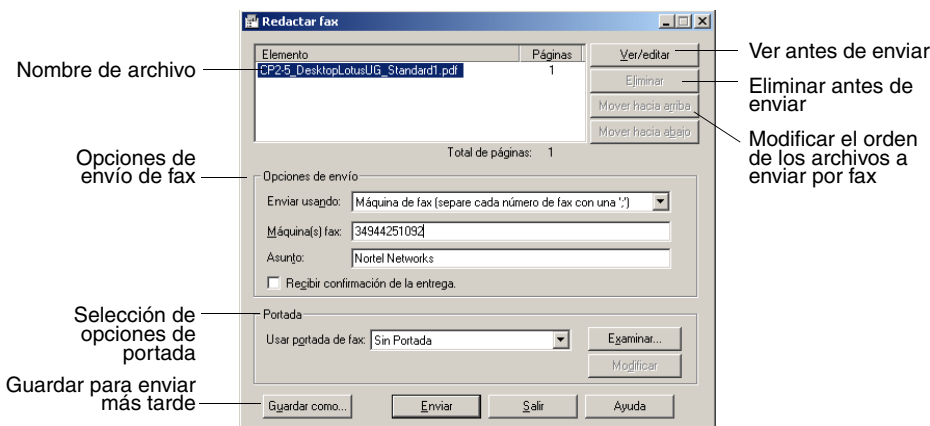 Redactar fax
Elemento Páginas
CP2-5_DesktopLotusUG_Standard1.pdf 1
Total de páginas: 1
Ver/editar
Eliminar
Mover hacia arriba
Mover hacia abajo
Opciones de envío
Enviar usando: Máquina de fax (separe cada número de fax con una ';')
Máquina(s) fax: 34944251092
Asunto: Nortel Networks
Recibir confirmación de la entrega.
Portada
Usar portada de fax: Sin Portada
Examinar...
Modificar
Guardar como... Enviar Salir Ayuda
Nombre de archivo
Opciones de
envío de fax
Selección de
opciones de
portada
Guardar para enviar
más tarde
Ver antes de enviar
Eliminar antes de
enviar
Modificar el orden
de los archivos a
enviar por fax